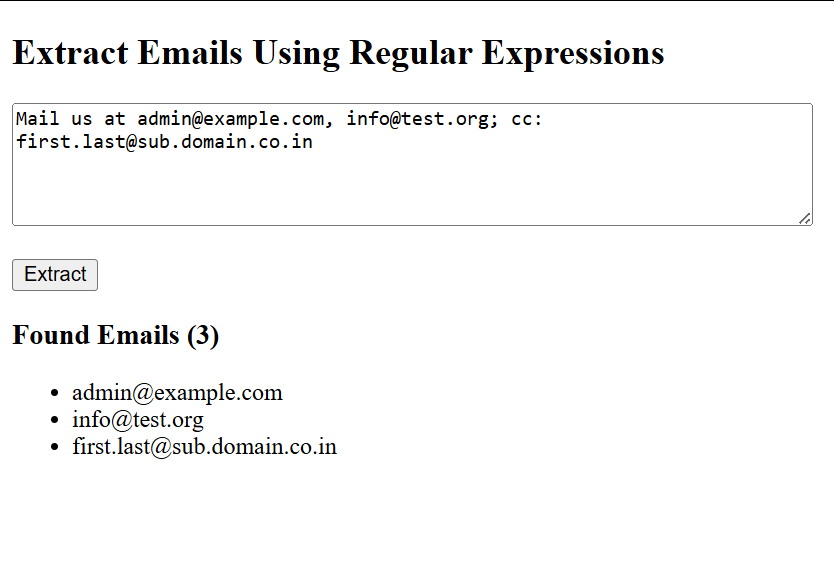 Extract Emails Using Regular Expressions
Mail us at admin@example.com, info@test.org; cc:
first.last@sub.domain.co.in
Extract
Found Emails (3)
• admin@example.com
• info@test.org
• first.last@sub.domain.co.in